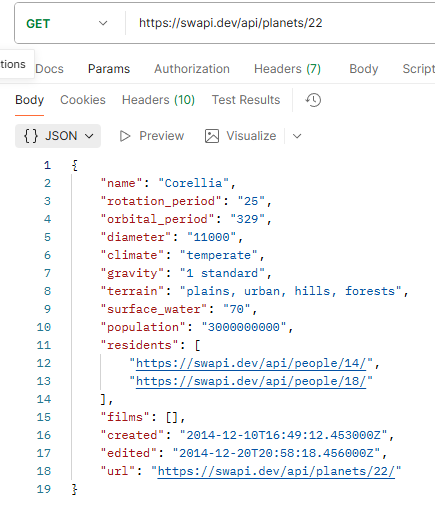 GET https://swapi.dev/api/planets/22
tions
Docs Params Authorization Headers (7) Body Script
Body Cookies Headers (10) Test Results
{} JSON Preview Visualize
1 {
2 "name": "Corellia",
3 "rotation_period": "25",
4 "orbital_period": "329",
5 "diameter": "11000",
6 "climate": "temperate",
7 "gravity": "1 standard",
8 "terrain": "plains, urban, hills, forests",
9 "surface_water": "70",
10 "population": "3000000000",
11 "residents": [
12 "https://swapi.dev/api/people/14/",
13 "https://swapi.dev/api/people/18/"
14 ],
15 "films": [],
16 "created": "2014-12-10T16:49:12.453000Z",
17 "edited": "2014-12-20T20:58:18.456000Z",
18 "url": "https://swapi.dev/api/planets/22/"
19 }